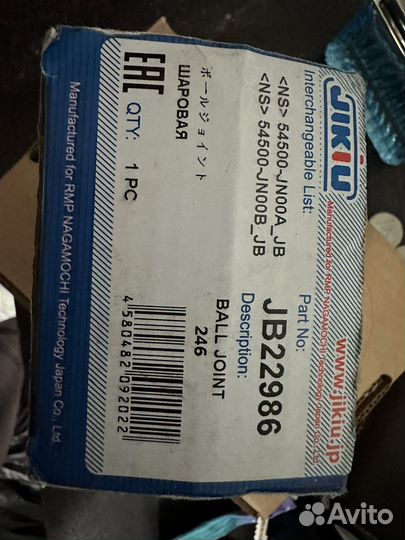 JIKIU
www.jikiu.jp
Manufactured for RMP NAGAMOCHI Technology Japan Co., Ltd
Interchangeable List:
<NS> 54500-JN00A_JB
<NS> 54500-JN00B_JB
Part No:
JB22986
Description:
BALL JOINT
246
ボールジョイント
ШАРОВАЯ
EAC
QTY: 1 PC
4580482092022
Manufactured for RMP NAGAMOCHI Technology Japan Co., Ltd.
Avito